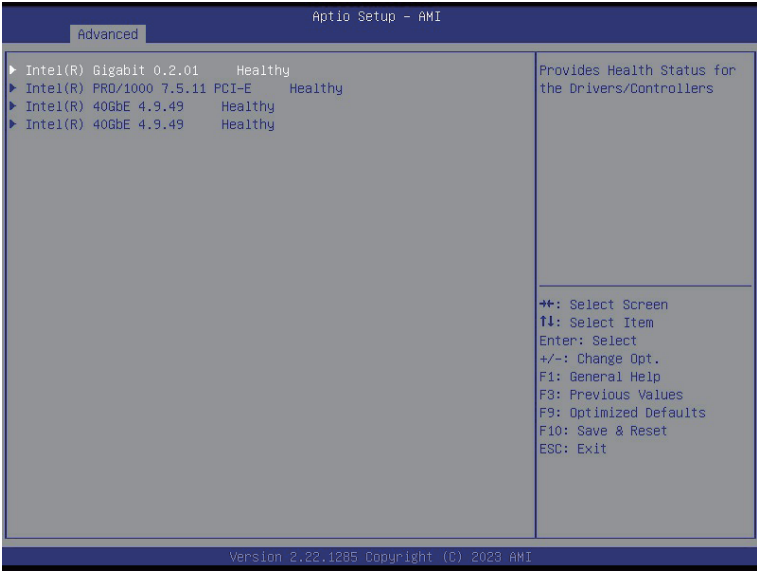 Aptio Setup – AMI
Advanced
Intel(R) Gigabit 0.2.01 Healthy
Intel(R) PRO/1000 7.5.11 PCI-E Healthy
Intel(R) 40GbE 4.9.49 Healthy
Intel(R) 40GbE 4.9.49 Healthy
Provides Health Status for
the Drivers/Controllers
→←: Select Screen
↑↓: Select Item
Enter: Select
+/-: Change Opt.
F1: General Help
F3: Previous Values
F9: Optimized Defaults
F10: Save & Reset
ESC: Exit
Version 2.22.1285 Copyright (C) 2023 AMI